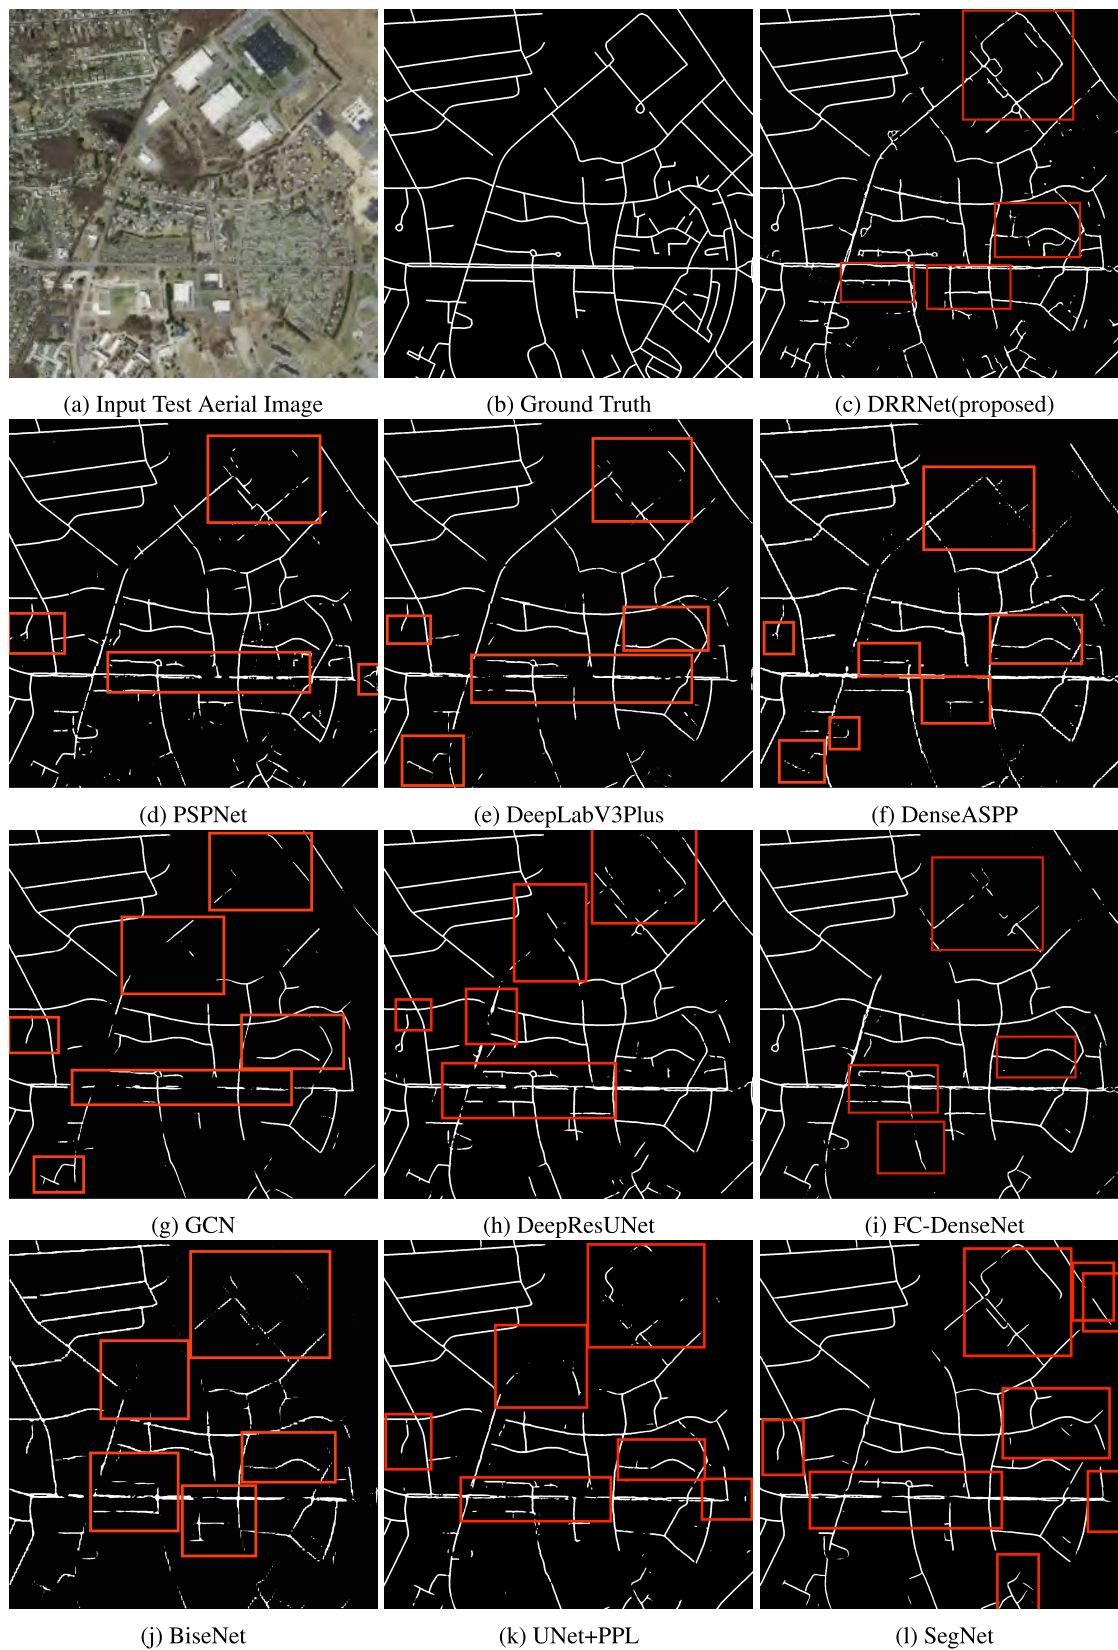 (a) Input Test Aerial Image
(b) Ground Truth
(c) DRRNet(proposed)
(d) PSPNet
(e) DeepLabV3Plus
(f) DenseASPP
(g) GCN
(h) DeepResUNet
(i) FC-DenseNet
(j) BiseNet
(k) UNet+PPL
(l) SegNet